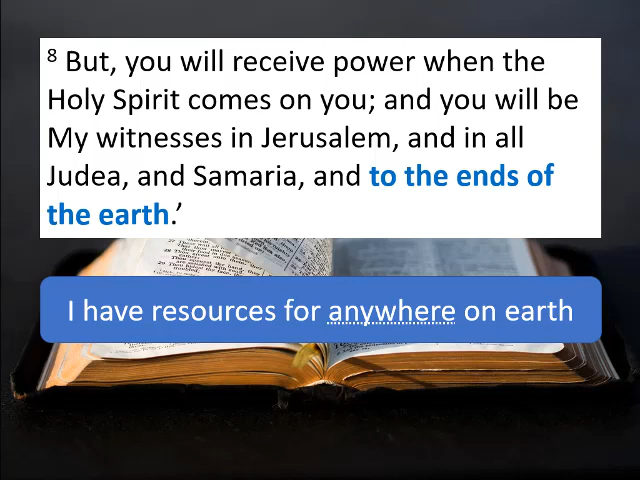 ⁸ But, you will receive power when the
Holy Spirit comes on you; and you will be
My witnesses in Jerusalem, and in all
Judea, and Samaria, and to the ends of
the earth.’
I have resources for anywhere on earth